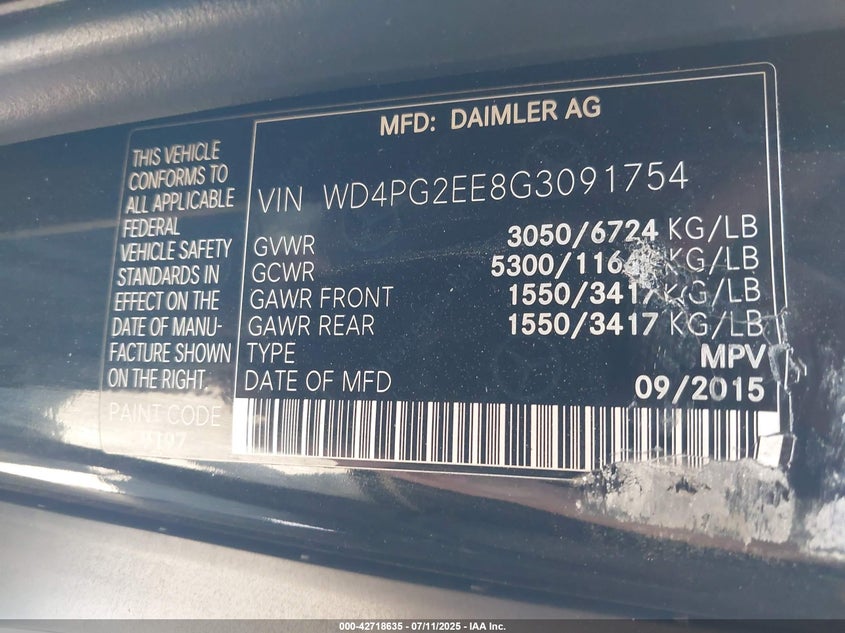 MFD: DAIMLER AG
THIS VEHICLE
CONFORMS TO
ALL APPLICABLE
FEDERAL
VEHICLE SAFETY
STANDARDS IN
EFFECT ON THE
DATE OF MANU-
FACTURE SHOWN
ON THE RIGHT.
PAINT CODE
VIN WD4PG2EE8G3091754
GVWR 3050/6724 KG/LB
GCWR 5300/ KG/LB
GAWR FRONT 1550/3417 KG/LB
GAWR REAR 1550/3417 KG/LB
TYPE MPV
DATE OF MFD 09/2015
000-42718635 - 07/11/2025 - IAA Inc.